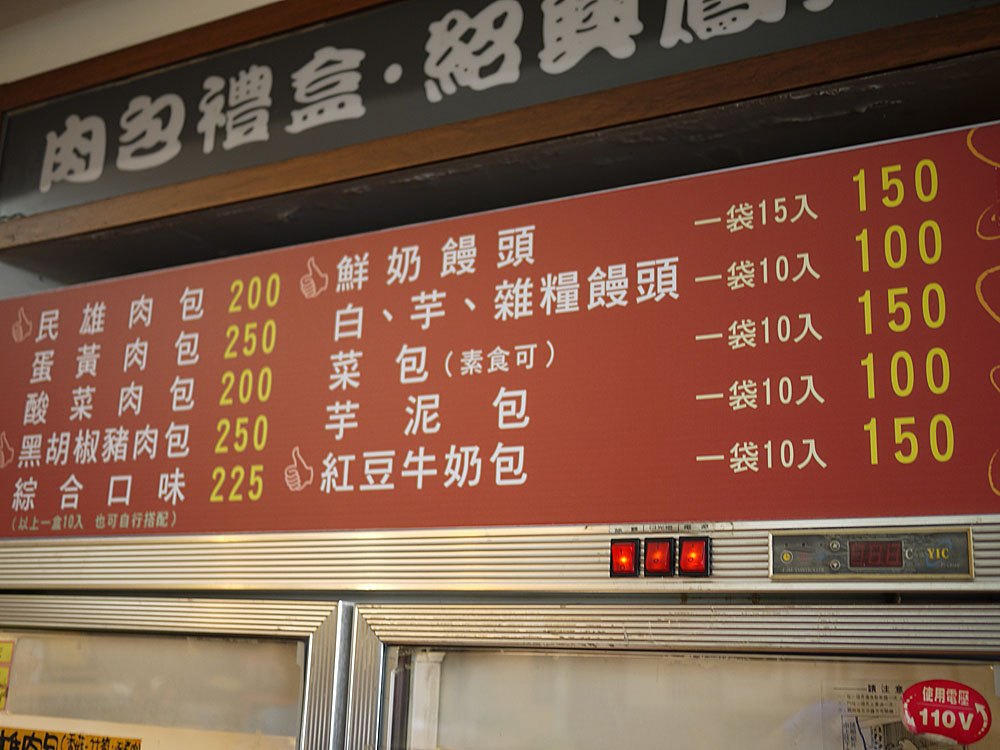 肉包禮盒·紹興
民雄肉包 200
蛋黃肉包 250
酸菜肉包 200
黑胡椒豬肉包 250
綜合口味 225
(以上一盒10入 也可自行搭配)
鮮奶饅頭 一袋15入 150
白、芋、雜糧饅頭 一袋10入 100
菜包(素食可) 一袋10入 150
芋泥包 一袋10入 100
紅豆牛奶包 一袋10入 150
C YIC
請注意
使用電壓
110V